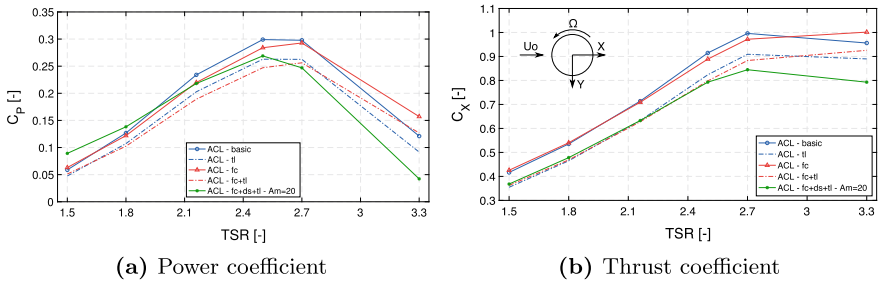 0.35
0.3
0.25
0.2
0.15
0.1
0.05
0
C_P [-]
ACL - basic
ACL - tl
ACL - fc
ACL - fc+tl
ACL - fc+ds+tl - Am=20
1.5 1.8 2.1 2.4 2.7 3 3.3
TSR [-]
(a) Power coefficient
1.1
1
0.9
0.8
0.7
0.6
0.5
0.4
0.3
C_X [-]
Ω
Uo
X
Y
ACL - basic
ACL - tl
ACL - fc
ACL - fc+tl
ACL - fc+ds+tl - Am=20
1.5 1.8 2.1 2.4 2.7 3 3.3
TSR [-]
(b) Thrust coefficient